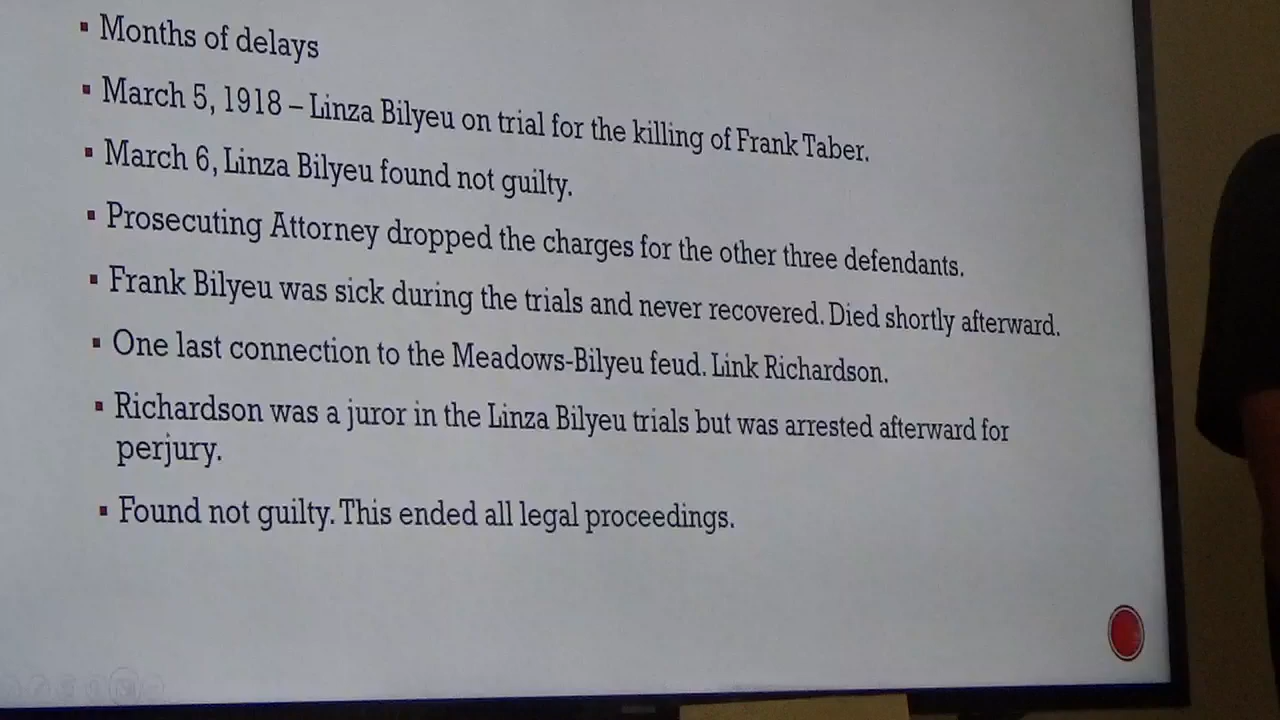 ▪ Months of delays
▪ March 5, 1918 – Linza Bilyeu on trial for the killing of Frank Taber.
▪ March 6, Linza Bilyeu found not guilty.
▪ Prosecuting Attorney dropped the charges for the other three defendants.
▪ Frank Bilyeu was sick during the trials and never recovered. Died shortly afterward.
▪ One last connection to the Meadows-Bilyeu feud. Link Richardson.
▪ Richardson was a juror in the Linza Bilyeu trials but was arrested afterward for
perjury.
▪ Found not guilty. This ended all legal proceedings.